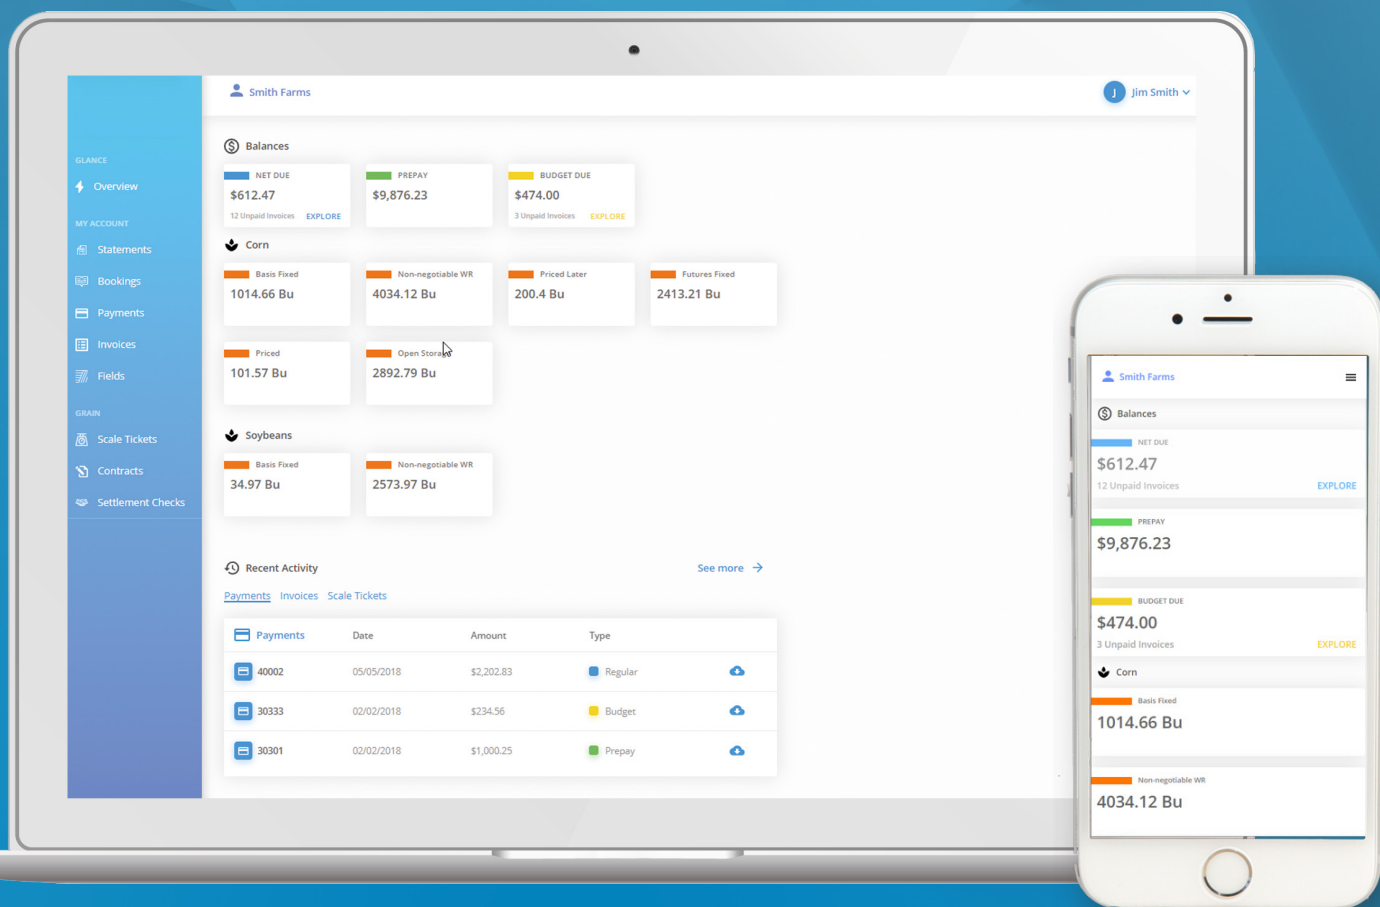 Smith Farms
J Jim Smith
GLANCE
Overview
MY ACCOUNT
Statements
Bookings
Payments
Invoices
Fields
GRAIN
Scale Tickets
Contracts
Settlement Checks
Balances
NET DUE PREPAY BUDGET DUE
$612.47 $9,876.23 $474.00
12 Unpaid Invoices EXPLORE 3 Unpaid Invoices EXPLORE
Corn
Basis Fixed Non-negotiable WR Priced Later Futures Fixed
1014.66 Bu 4034.12 Bu 200.4 Bu 2413.21 Bu
Priced Open Storage
101.57 Bu 2892.79 Bu
Soybeans
Basis Fixed Non-negotiable WR
34.97 Bu 2573.97 Bu
Recent Activity See more
Payments Invoices Scale Tickets
Payments Date Amount Type
40002 05/05/2018 $2,202.83 Regular
30333 02/02/2018 $234.56 Budget
30301 02/02/2018 $1,000.25 Prepay
Smith Farms
Balances
NET DUE
$612.47
12 Unpaid Invoices EXPLORE
PREPAY
$9,876.23
BUDGET DUE
$474.00
3 Unpaid Invoices EXPLORE
Corn
Basis Fixed
1014.66 Bu
Non-negotiable WR
4034.12 Bu